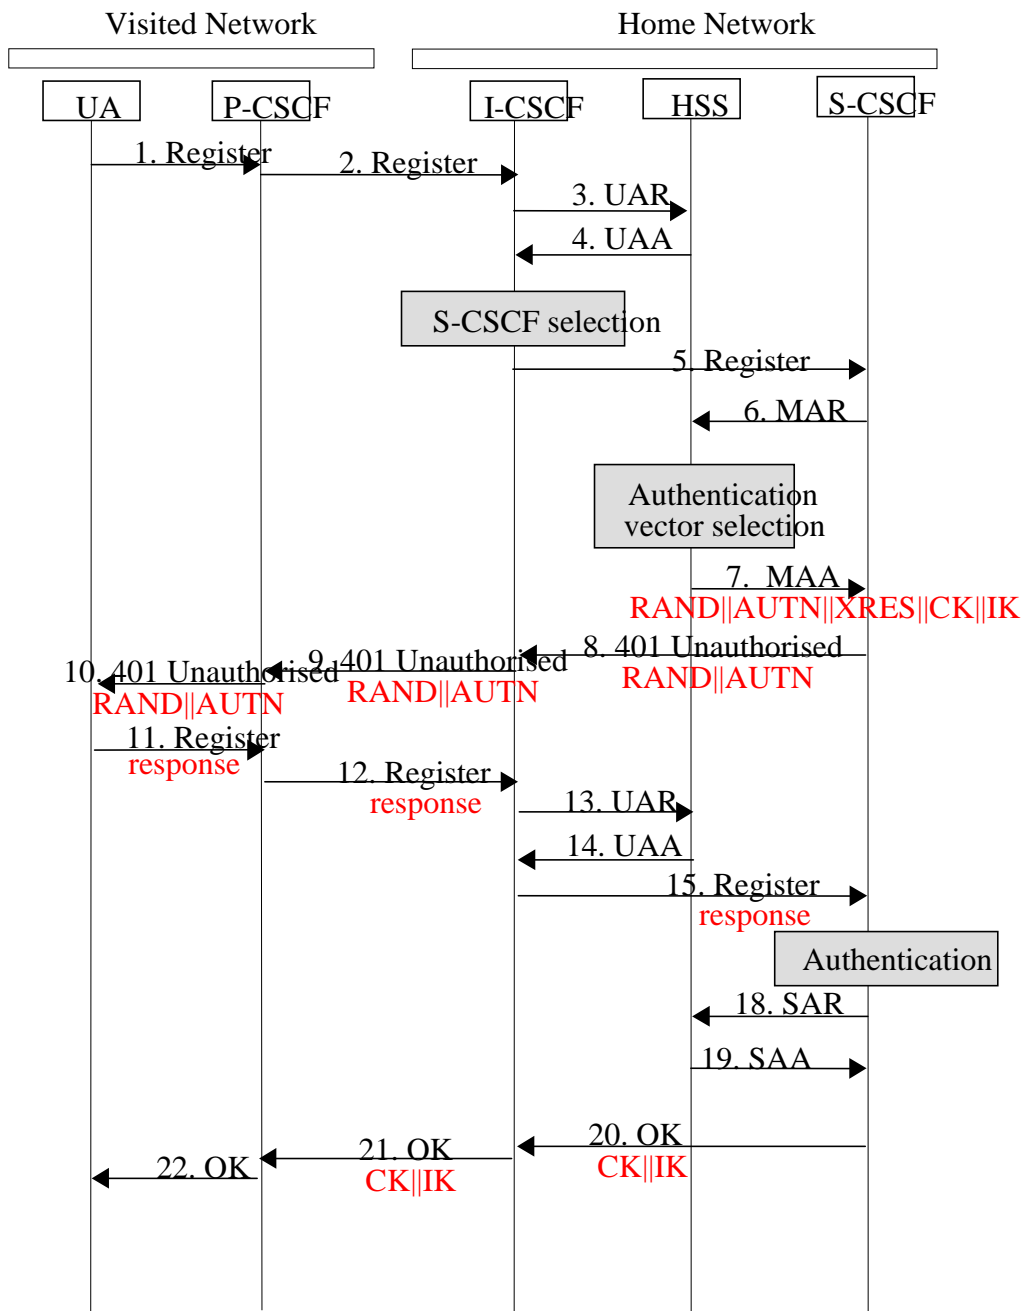 Visited Network
Home Network
UA
P-CSCF
I-CSCF
HSS
S-CSCF
1. Register
2. Register
3. UAR
4. UAA
S-CSCF selection
5. Register
6. MAR
Authentication
vector selection
7. MAA
RAND||AUTN||XRES||CK||IK
8. 401 Unauthorised
RAND||AUTN
9. 401 Unauthorised
RAND||AUTN
10. 401 Unauthorised
RAND||AUTN
11. Register
response
12. Register
response
13. UAR
14. UAA
15. Register
response
Authentication
18. SAR
19. SAA
20. OK
CK||IK
21. OK
CK||IK
22. OK